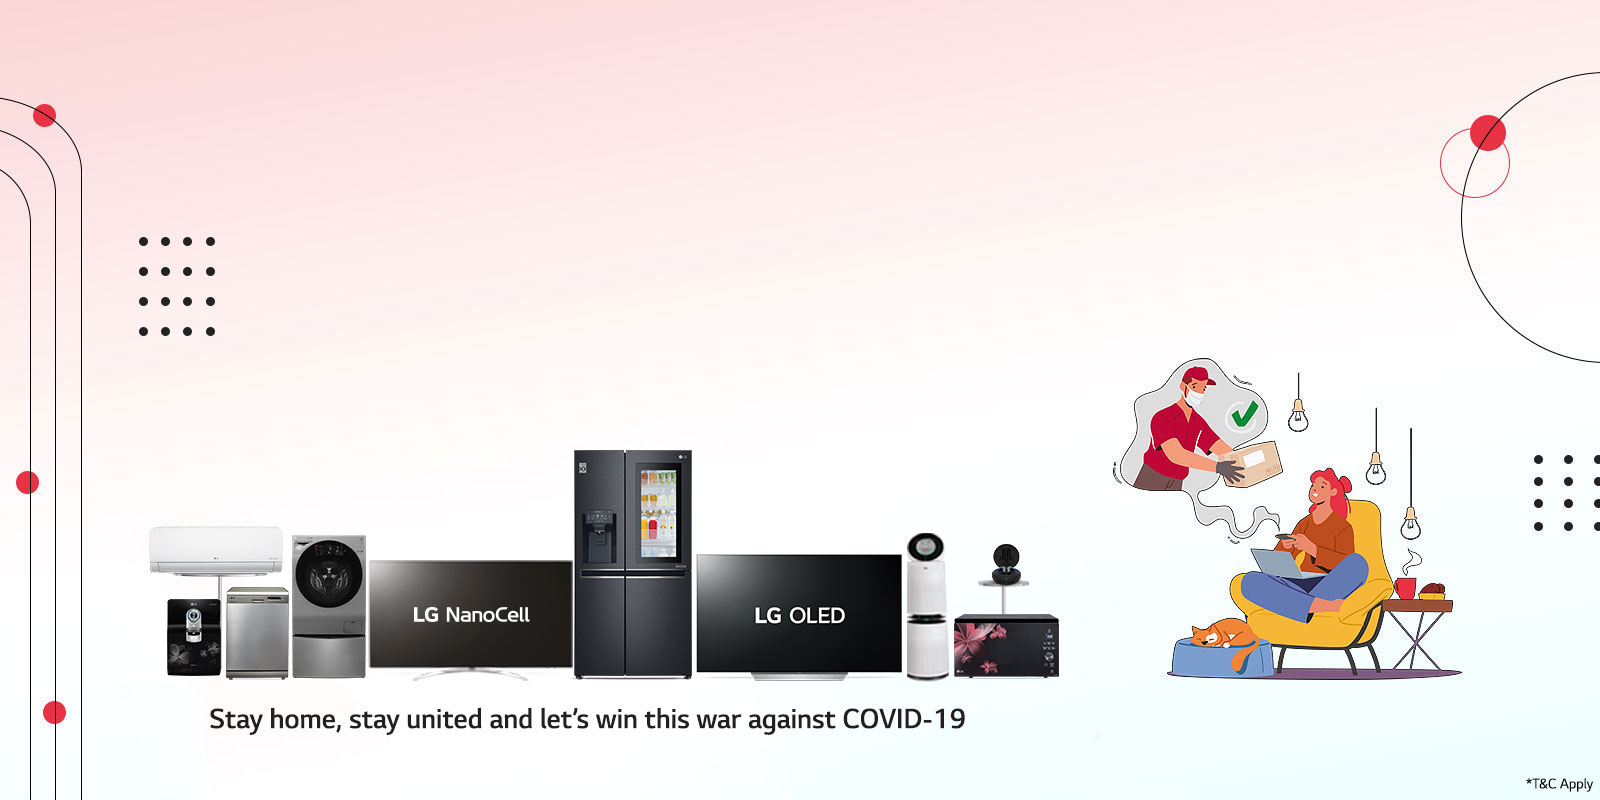 LG NanoCell
LG OLED
Stay home, stay united and let's win this war against COVID-19
*T&C Apply